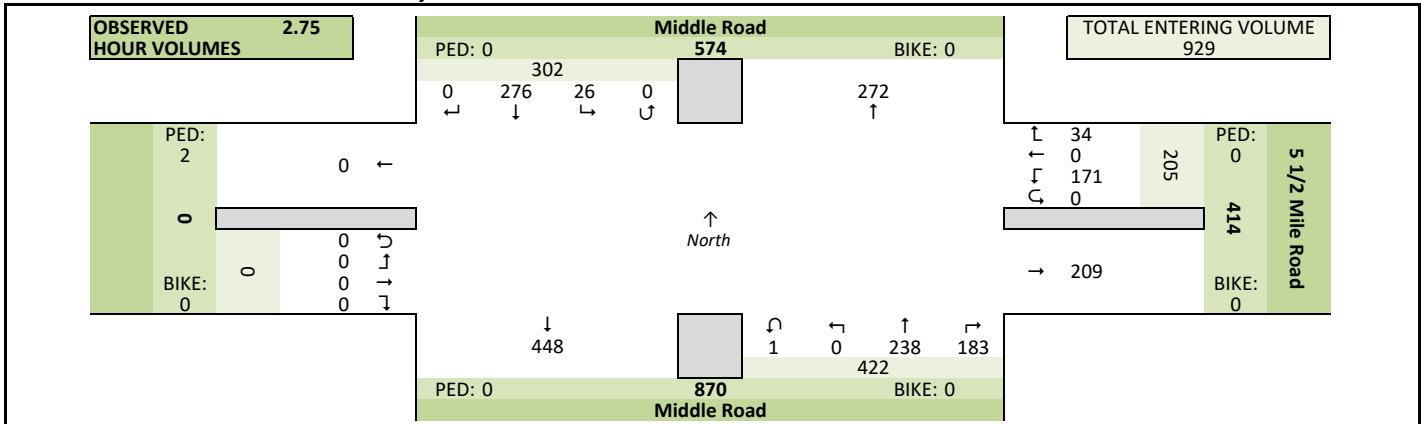 OBSERVED 2.75
HOUR VOLUMES
Middle Road
PED: 0 574 BIKE: 0
TOTAL ENTERING VOLUME
929
302
0 276 26 0
↵ ↓ ↳ ↺
272
↑
PED:
2
0 ←
0
0
0 ⮌
0 ↱
0 →
0 ↴
BIKE:
0
↑
North
↑ 34
← 0
↓ 171
↺ 0
205
PED:
0
414
5 1/2 Mile Road
→ 209
BIKE:
0
↓
448
↶ ↰ ↑ ↱
1 0 238 183
422
PED: 0 870 BIKE: 0
Middle Road